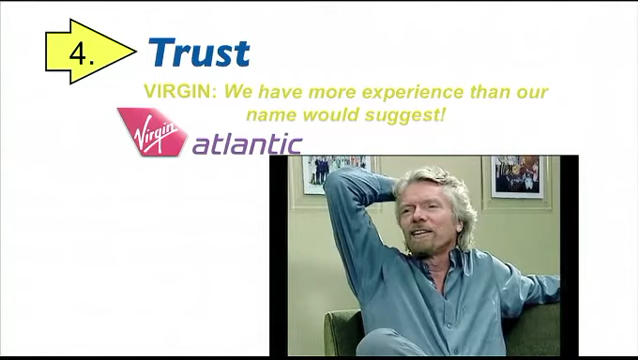 4. Trust
VIRGIN: We have more experience than our
name would suggest!
Virgin atlantic